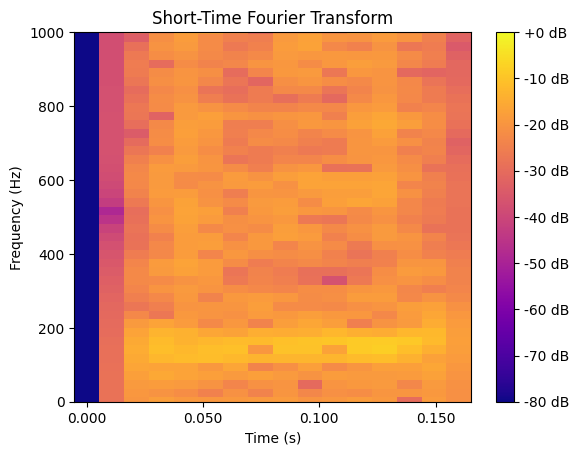 Short-Time Fourier Transform
1000
800
600
400
200
0
Frequency (Hz)
0.000
0.050
0.100
0.150
Time (s)
+0 dB
-10 dB
-20 dB
-30 dB
-40 dB
-50 dB
-60 dB
-70 dB
-80 dB